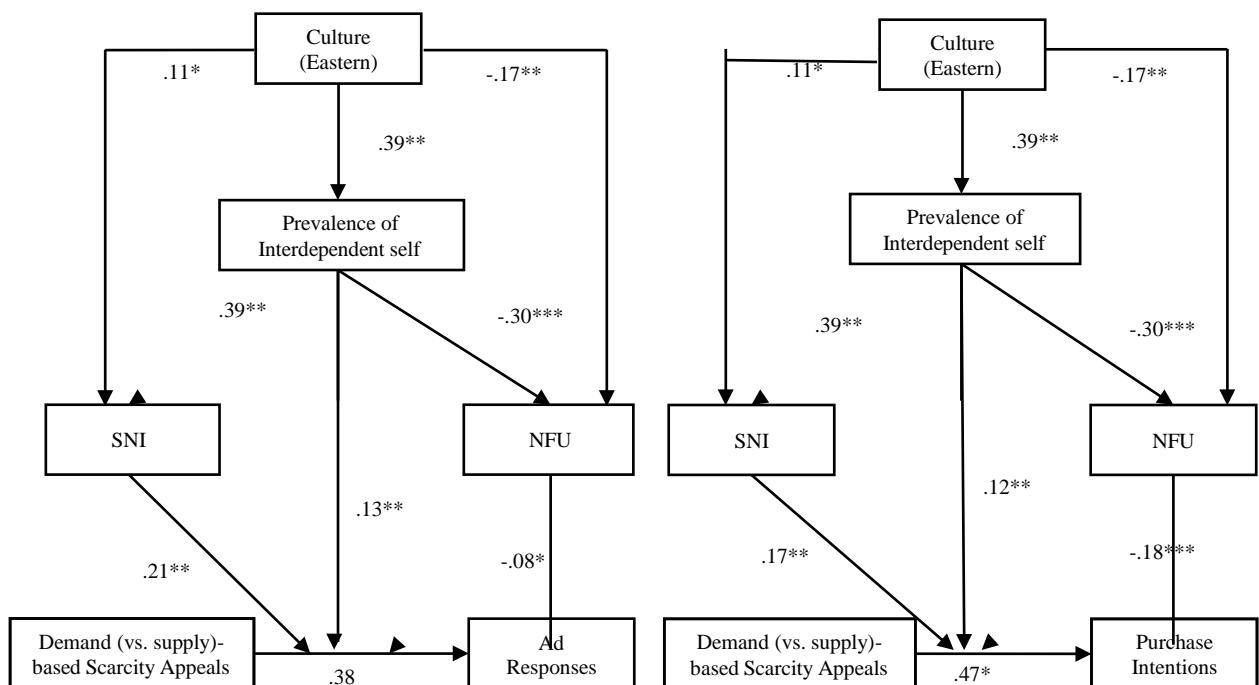 Culture
(Eastern)
.11*
-.17**
.39**
Prevalence of
Interdependent self
.39**
-.30***
SNI
NFU
.13**
.21**
-.08*
Demand (vs. supply)-
based Scarcity Appeals
.38
Ad
Responses
Culture
(Eastern)
.11*
-.17**
.39**
Prevalence of
Interdependent self
.39**
-.30***
SNI
NFU
.12**
.17**
-.18***
Demand (vs. supply)-
based Scarcity Appeals
.47*
Purchase
Intentions